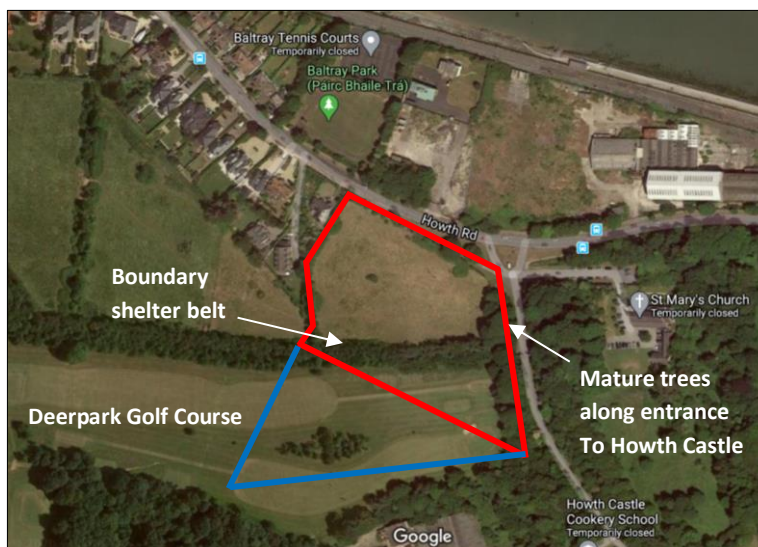 Baltray Tennis Courts
Temporarily closed
Baltray Park
(Páirc Bhaile Trá)
Howth Rd
Boundary
shelter belt
St Mary's Church
Temporarily closed
Mature trees
along entrance
To Howth Castle
Deerpark Golf Course
Howth Castle
Cookery School
Temporarily closed
Google